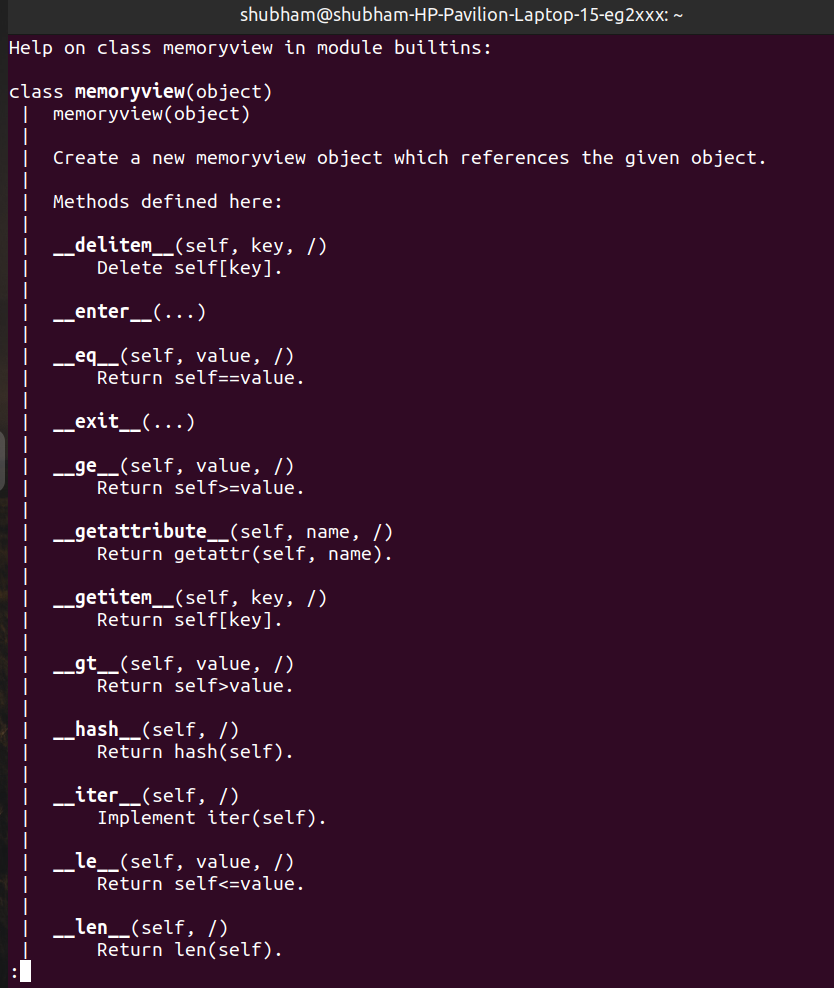 shubham@shubham-HP-Pavilion-Laptop-15-eg2xxx: ~
Help on class memoryview in module builtins:

class memoryview(object)
 |  memoryview(object)
 |
 |  Create a new memoryview object which references the given object.
 |
 |  Methods defined here:
 |
 |  __delitem__(self, key, /)
 |      Delete self[key].
 |
 |  __enter__(...)
 |
 |  __eq__(self, value, /)
 |      Return self==value.
 |
 |  __exit__(...)
 |
 |  __ge__(self, value, /)
 |      Return self>=value.
 |
 |  __getattribute__(self, name, /)
 |      Return getattr(self, name).
 |
 |  __getitem__(self, key, /)
 |      Return self[key].
 |
 |  __gt__(self, value, /)
 |      Return self>value.
 |
 |  __hash__(self, /)
 |      Return hash(self).
 |
 |  __iter__(self, /)
 |      Implement iter(self).
 |
 |  __le__(self, value, /)
 |      Return self<=value.
 |
 |  __len__(self, /)
 |      Return len(self).
: